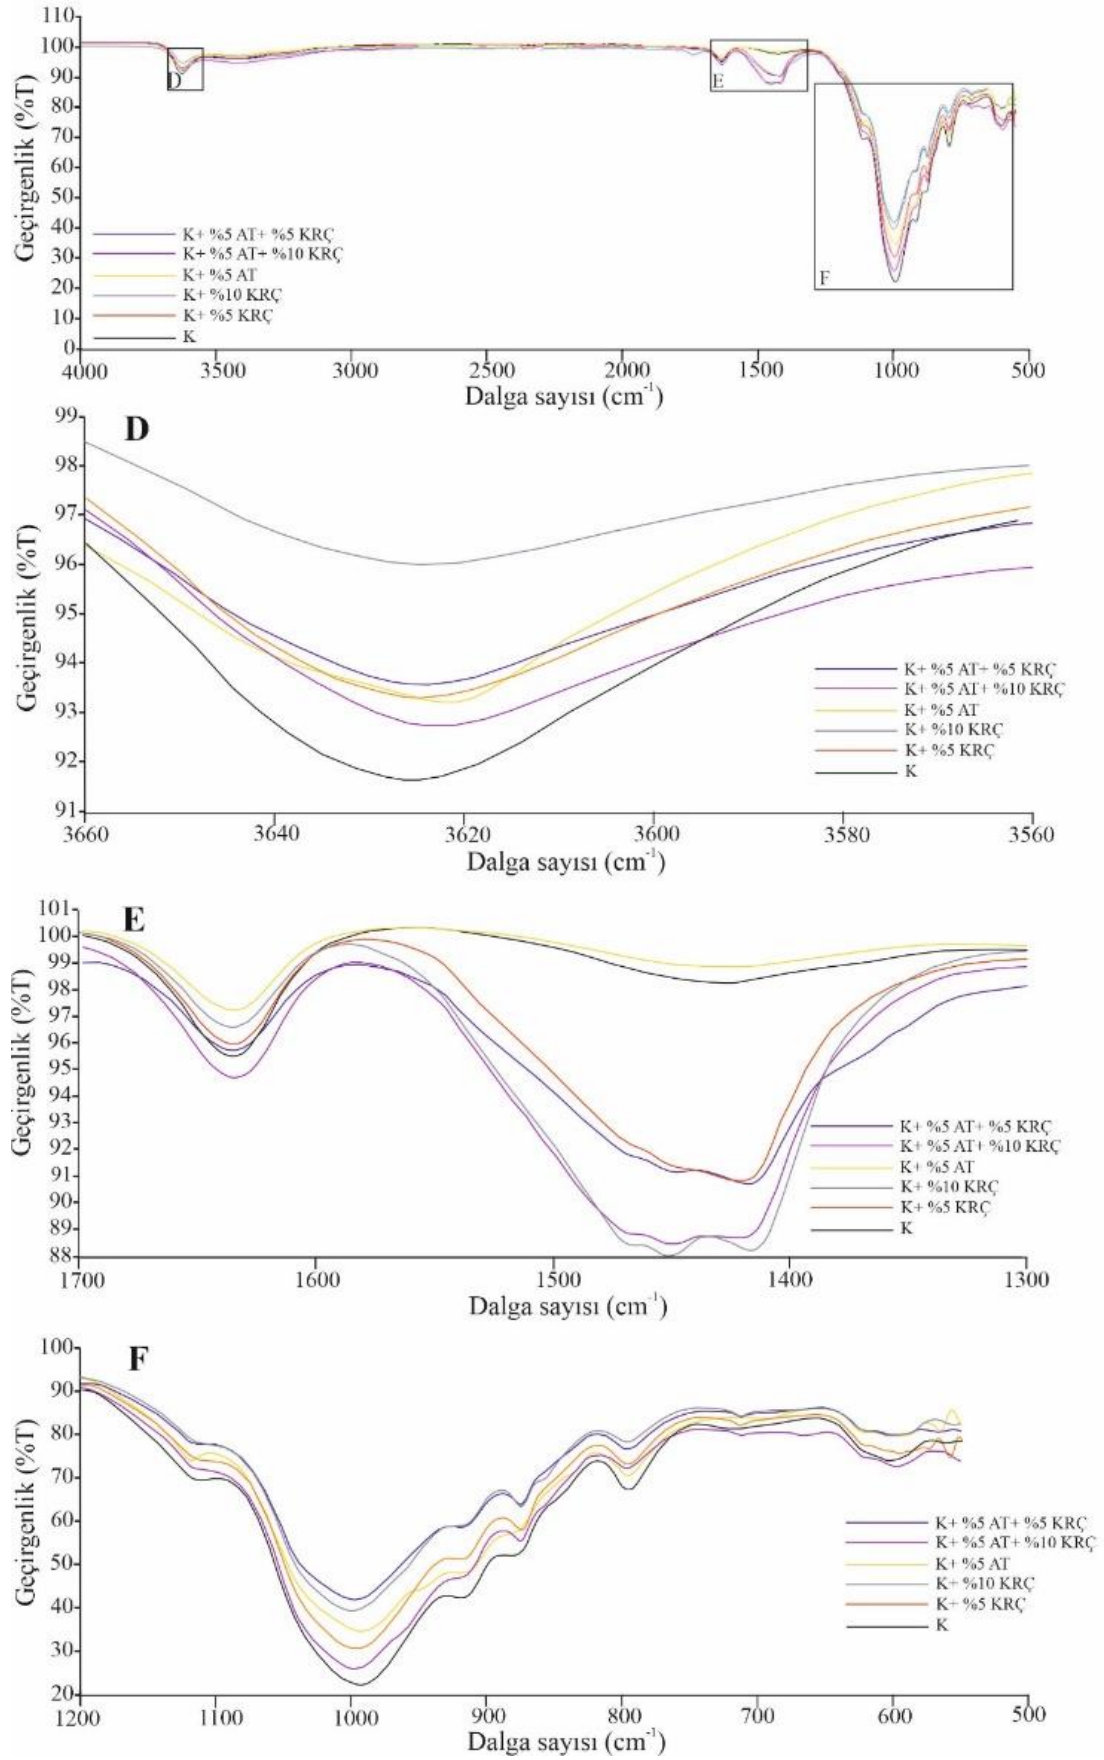 110
100
90
80
70
60
50
40
30
20
10
0
Geçirgenlik (%T)
D
E
F
K+ %5 AT+ %5 KRÇ
K+ %5 AT+ %10 KRÇ
K+ %5 AT
K+ %10 KRÇ
K+ %5 KRÇ
K
4000 3500 3000 2500 2000 1500 1000 500
Dalga sayısı (cm⁻¹)
D
99
98
97
96
95
94
93
92
91
Geçirgenlik (%T)
K+ %5 AT+ %5 KRÇ
K+ %5 AT+ %10 KRÇ
K+ %5 AT
K+ %10 KRÇ
K+ %5 KRÇ
K
3660 3640 3620 3600 3580 3560
Dalga sayısı (cm⁻¹)
E
101
100
99
98
97
96
95
94
93
92
91
90
89
88
Geçirgenlik (%T)
K+ %5 AT+ %5 KRÇ
K+ %5 AT+ %10 KRÇ
K+ %5 AT
K+ %10 KRÇ
K+ %5 KRÇ
K
1700 1600 1500 1400 1300
Dalga sayısı (cm⁻¹)
F
100
90
80
70
60
50
40
30
20
Geçirgenlik (%T)
K+ %5 AT+ %5 KRÇ
K+ %5 AT+ %10 KRÇ
K+ %5 AT
K+ %10 KRÇ
K+ %5 KRÇ
K
1200 1100 1000 900 800 700 600 500
Dalga sayısı (cm⁻¹)